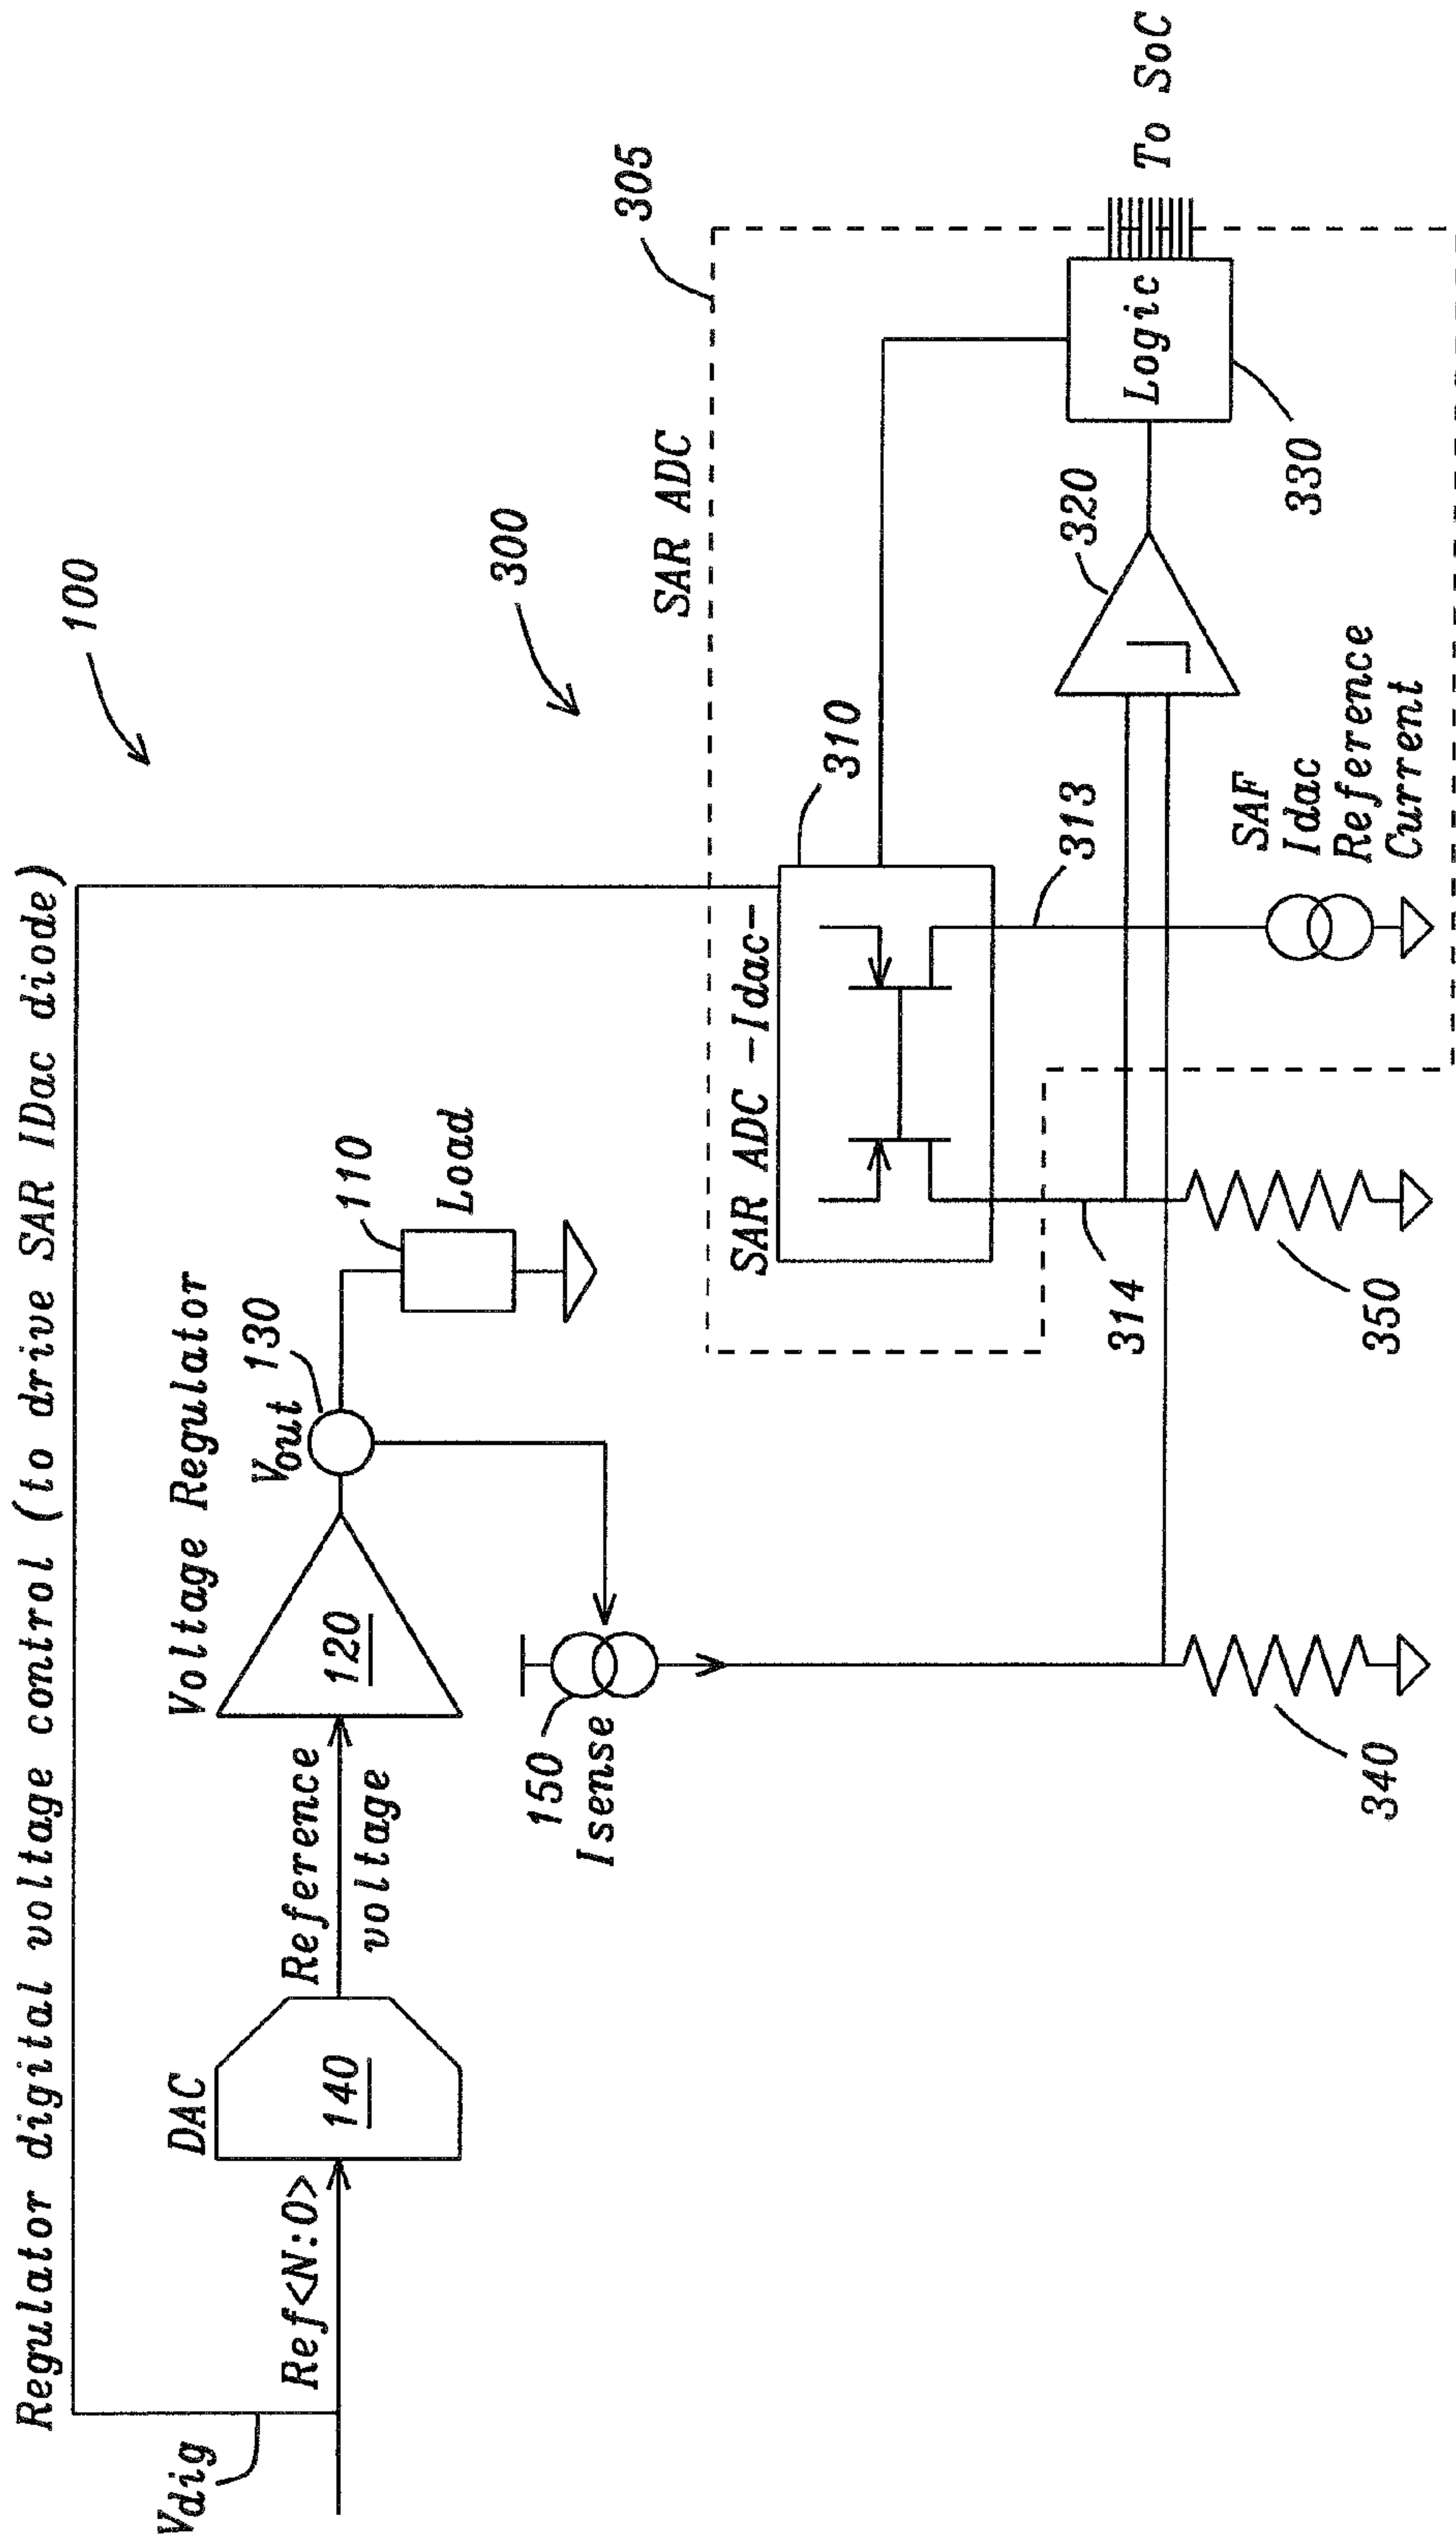 Regulator digital voltage control (to drive SAR IDac diode)
100
Vdig
Ref<N:0>
DAC
140
Reference
voltage
Voltage Regulator
120
Vout
130
110
Load
150
Isense
300
SAR ADC
305
SAR ADC -Idac-
310
313
314
320
Logic
330
To SoC
SAF
Idac
Reference
Current
340
350